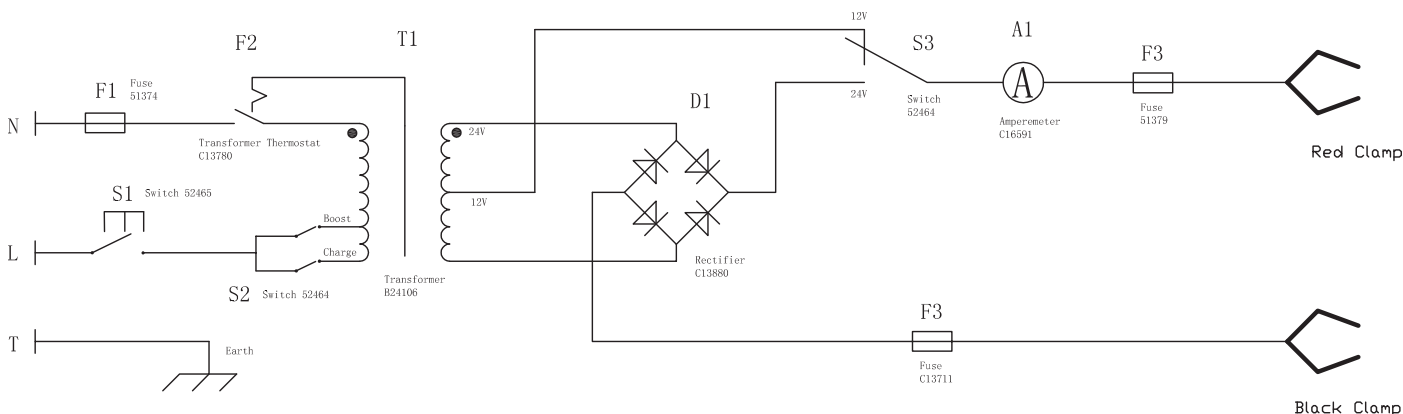 12V
F2
T1
S3
A1
F3
F1
Fuse
51374
24V
Switch
52464
D1
Fuse
51379
Amperemeter
C16591
N
Transformer Thermostat
C13780
24V
Red Clamp
S1
Switch 52465
12V
Boost
L
Charge
Rectifier
C13880
Transformer
B24106
S2
Switch 52464
F3
T
Earth
Fuse
C13711
A
Black Clamp